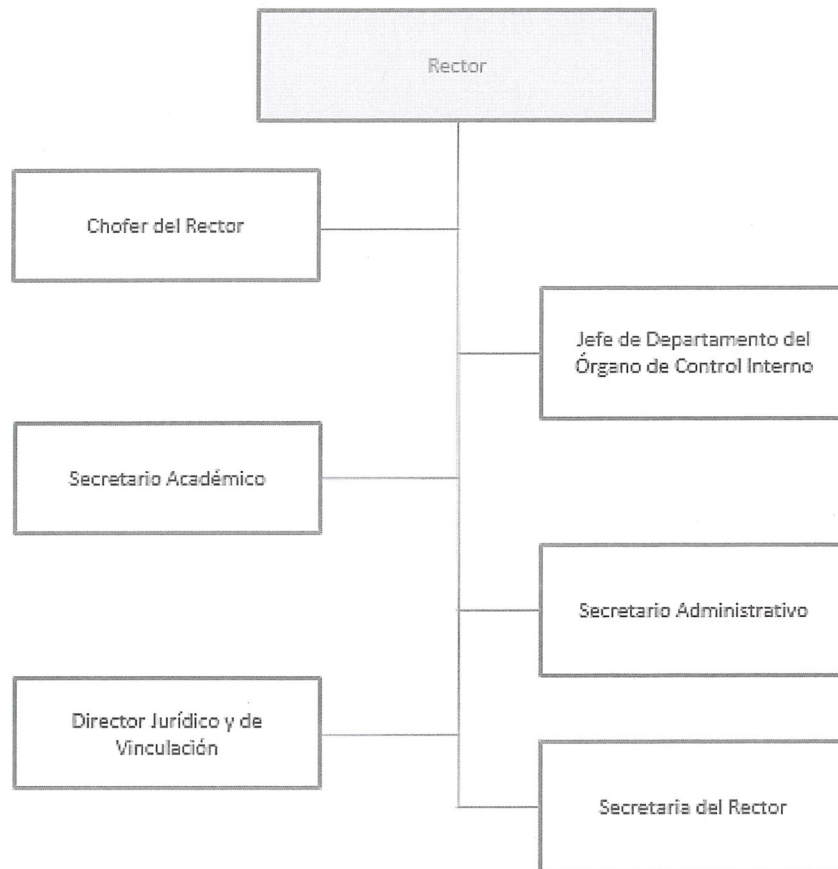 Rector
Chofer del Rector
Jefe de Departamento del
Órgano de Control Interno
Secretario Académico
Secretario Administrativo
Director Jurídico y de
Vinculación
Secretaria del Rector